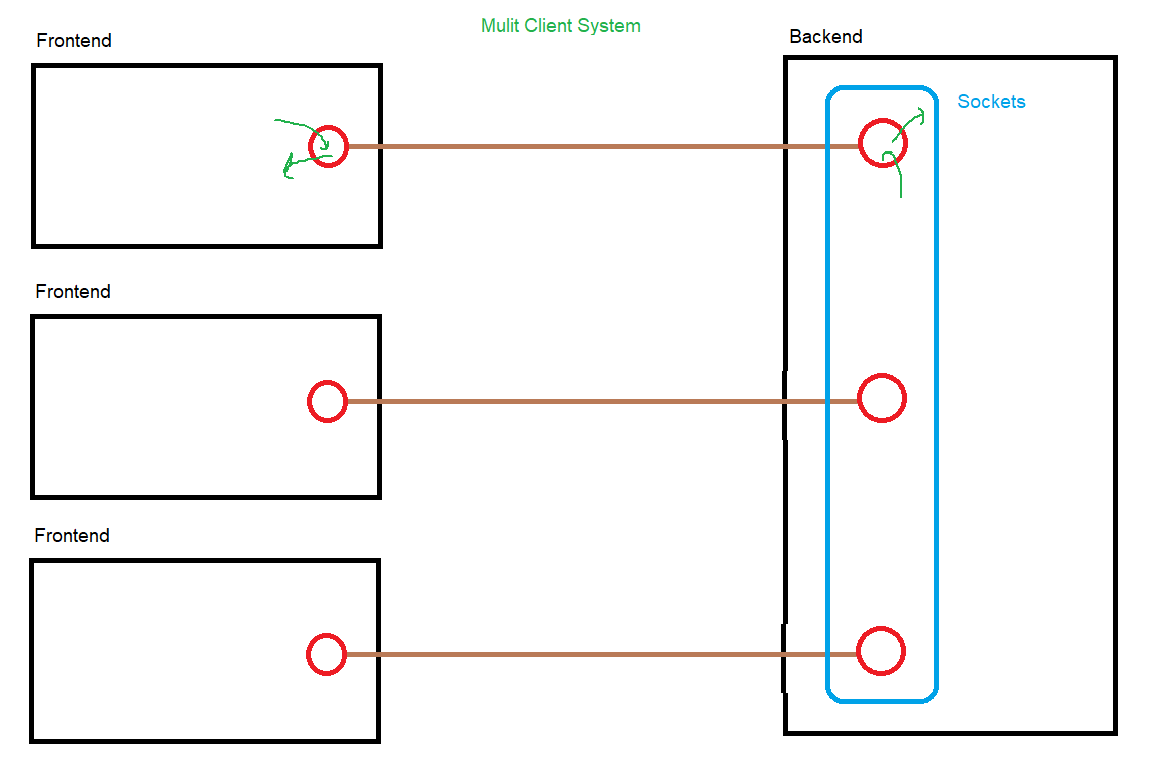 Mulit Client System
Frontend
Backend
Sockets
Frontend
Frontend